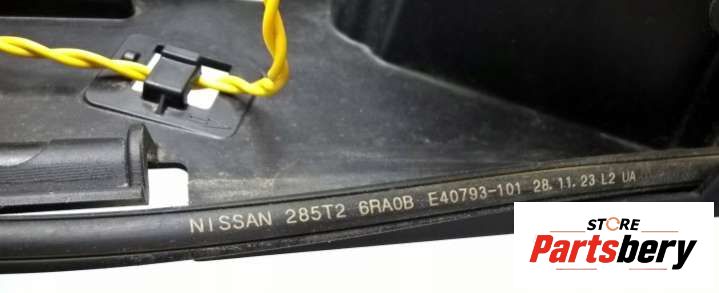 NISSAN 285T2 6RA0B E40793-101 28.11.23 L2 UA
STORE
Partsbery